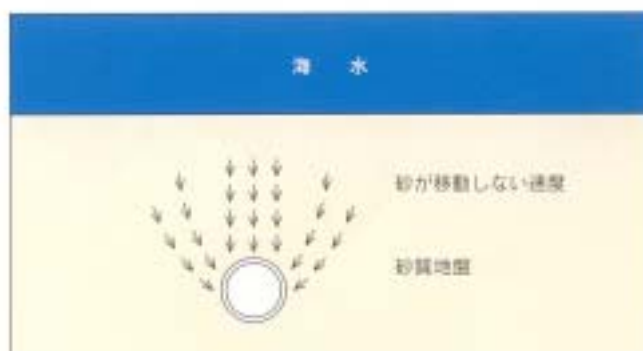 海 水
砂が移動しない速度
砂質地盤